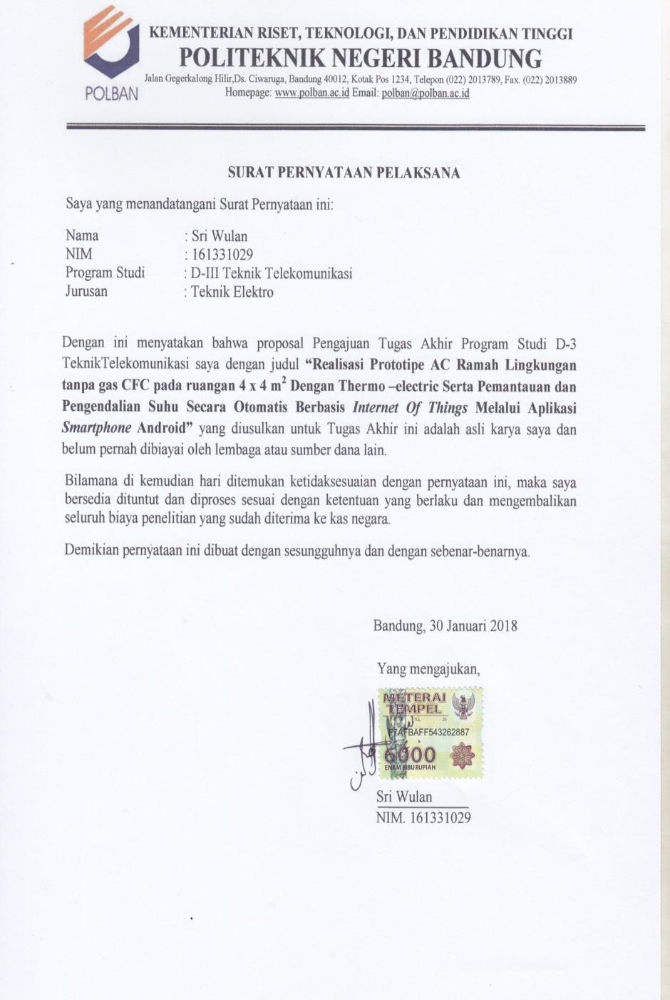 KEMENTERIAN RISET, TEKNOLOGI, DAN PENDIDIKAN TINGGI
POLITEKNIK NEGERI BANDUNG
Jalan Gegerkalong Hilir,Ds. Ciwaruga, Bandung 40012, Kotak Pos 1234, Telepon (022) 2013789, Fax. (022) 2013889
Homepage: www.polban.ac.id Email: polban@polban.ac.id
POLBAN
SURAT PERNYATAAN PELAKSANA
Saya yang menandatangani Surat Pernyataan ini:
Nama : Sri Wulan
NIM : 161331029
Program Studi : D-III Teknik Telekomunikasi
Jurusan : Teknik Elektro
Dengan ini menyatakan bahwa proposal Pengajuan Tugas Akhir Program Studi D-3
TeknikTelekomunikasi saya dengan judul “Realisasi Prototipe AC Ramah Lingkungan
tanpa gas CFC pada ruangan 4 x 4 m² Dengan Thermo –electric Serta Pemantauan dan
Pengendalian Suhu Secara Otomatis Berbasis Internet Of Things Melalui Aplikasi
Smartphone Android” yang diusulkan untuk Tugas Akhir ini adalah asli karya saya dan
belum pernah dibiayai oleh lembaga atau sumber dana lain.
Bilamana di kemudian hari ditemukan ketidaksesuaian dengan pernyataan ini, maka saya
bersedia dituntut dan diproses sesuai dengan ketentuan yang berlaku dan mengembalikan
seluruh biaya penelitian yang sudah diterima ke kas negara.
Demikian pernyataan ini dibuat dengan sesungguhnya dan dengan sebenar-benarnya.
Bandung, 30 Januari 2018
Yang mengajukan,
METERAI
TEMPEL
TGL. 20
6000
ENAM RIBU RUPIAH
Sri Wulan
NIM. 161331029